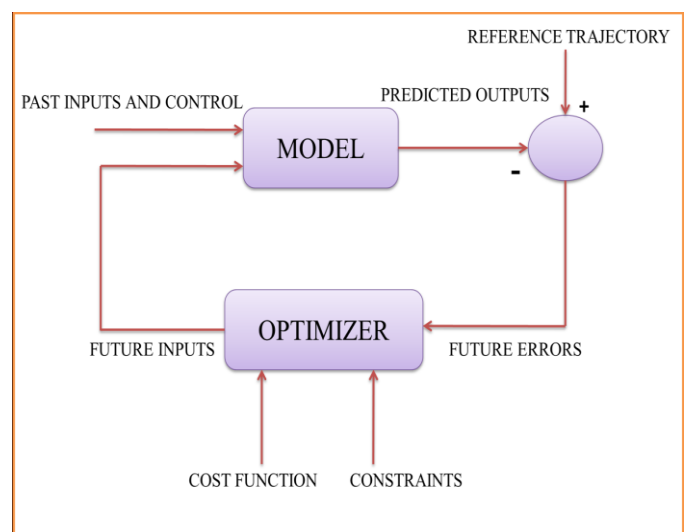 REFERENCE TRAJECTORY
PREDICTED OUTPUTS
+
PAST INPUTS AND CONTROL
MODEL
-
OPTIMIZER
FUTURE INPUTS
FUTURE ERRORS
COST FUNCTION
CONSTRAINTS